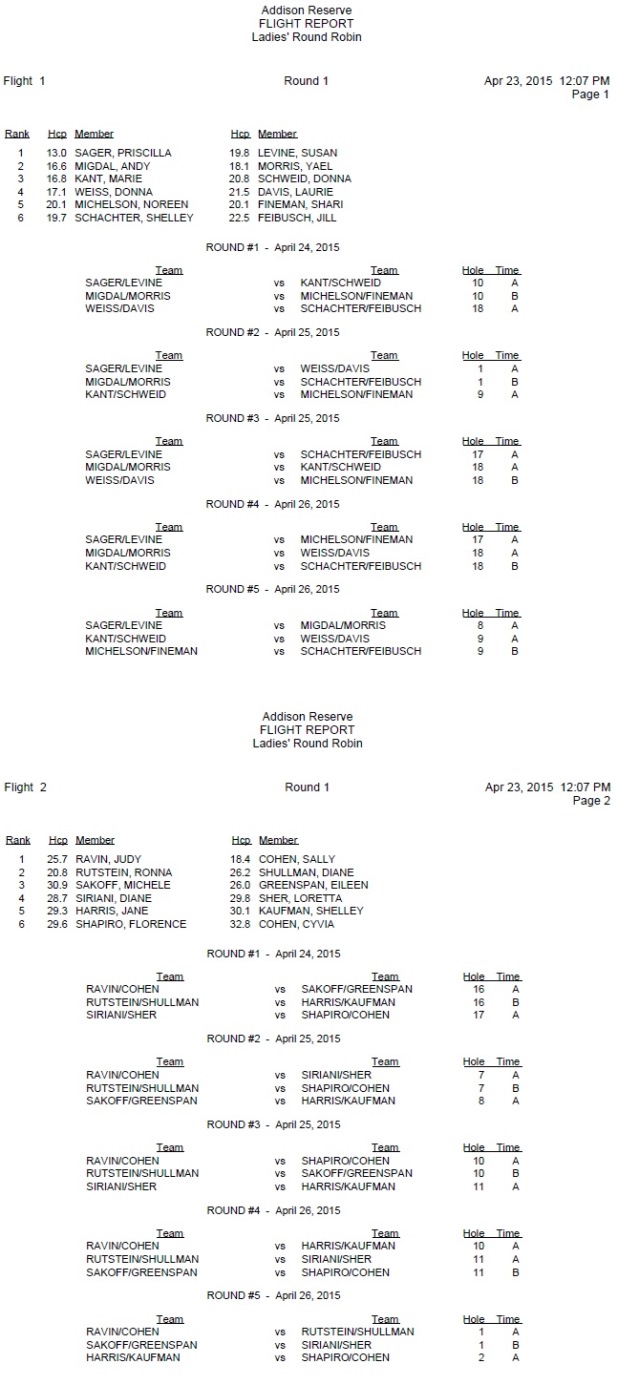 Addison Reserve
FLIGHT REPORT
Ladies' Round Robin
Flight 1 Round 1 Apr 23, 2015 12:07 PM
Page 1
Rank Hcp Member Hcp Member
1 13.0 SAGER, PRISCILLA 19.8 LEVINE, SUSAN
2 16.6 MIGDAL, ANDY 18.1 MORRIS, YAEL
3 16.8 KANT, MARIE 20.8 SCHWEID, DONNA
4 17.1 WEISS, DONNA 21.5 DAVIS, LAURIE
5 20.1 MICHELSON, NOREEN 20.1 FINEMAN, SHARI
6 19.7 SCHACHTER, SHELLEY 22.5 FEIBUSCH, JILL
ROUND #1 - April 24, 2015
Team Team Hole Time
SAGER/LEVINE vs KANT/SCHWEID 10 A
MIGDAL/MORRIS vs MICHELSON/FINEMAN 10 B
WEISS/DAVIS vs SCHACHTER/FEIBUSCH 18 A
ROUND #2 - April 25, 2015
Team Team Hole Time
SAGER/LEVINE vs WEISS/DAVIS 1 A
MIGDAL/MORRIS vs SCHACHTER/FEIBUSCH 1 B
KANT/SCHWEID vs MICHELSON/FINEMAN 9 A
ROUND #3 - April 25, 2015
Team Team Hole Time
SAGER/LEVINE vs SCHACHTER/FEIBUSCH 17 A
MIGDAL/MORRIS vs KANT/SCHWEID 18 A
WEISS/DAVIS vs MICHELSON/FINEMAN 18 B
ROUND #4 - April 26, 2015
Team Team Hole Time
SAGER/LEVINE vs MICHELSON/FINEMAN 17 A
MIGDAL/MORRIS vs WEISS/DAVIS 18 A
KANT/SCHWEID vs SCHACHTER/FEIBUSCH 18 B
ROUND #5 - April 26, 2015
Team Team Hole Time
SAGER/LEVINE vs MIGDAL/MORRIS 8 A
KANT/SCHWEID vs WEISS/DAVIS 9 A
MICHELSON/FINEMAN vs SCHACHTER/FEIBUSCH 9 B
Addison Reserve
FLIGHT REPORT
Ladies' Round Robin
Flight 2 Round 1 Apr 23, 2015 12:07 PM
Page 2
Rank Hcp Member Hcp Member
1 25.7 RAVIN, JUDY 18.4 COHEN, SALLY
2 20.8 RUTSTEIN, RONNA 26.2 SHULLMAN, DIANE
3 30.9 SAKOFF, MICHELE 26.0 GREENSPAN, EILEEN
4 28.7 SIRIANI, DIANE 29.8 SHER, LORETTA
5 29.3 HARRIS, JANE 30.1 KAUFMAN, SHELLEY
6 29.6 SHAPIRO, FLORENCE 32.8 COHEN, CYVIA
ROUND #1 - April 24, 2015
Team Team Hole Time
RAVIN/COHEN vs SAKOFF/GREENSPAN 16 A
RUTSTEIN/SHULLMAN vs HARRIS/KAUFMAN 16 B
SIRIANI/SHER vs SHAPIRO/COHEN 17 A
ROUND #2 - April 25, 2015
Team Team Hole Time
RAVIN/COHEN vs SIRIANI/SHER 7 A
RUTSTEIN/SHULLMAN vs SHAPIRO/COHEN 7 B
SAKOFF/GREENSPAN vs HARRIS/KAUFMAN 8 A
ROUND #3 - April 25, 2015
Team Team Hole Time
RAVIN/COHEN vs SHAPIRO/COHEN 10 A
RUTSTEIN/SHULLMAN vs SAKOFF/GREENSPAN 10 B
SIRIANI/SHER vs HARRIS/KAUFMAN 11 A
ROUND #4 - April 26, 2015
Team Team Hole Time
RAVIN/COHEN vs HARRIS/KAUFMAN 10 A
RUTSTEIN/SHULLMAN vs SIRIANI/SHER 11 A
SAKOFF/GREENSPAN vs SHAPIRO/COHEN 11 B
ROUND #5 - April 26, 2015
Team Team Hole Time
RAVIN/COHEN vs RUTSTEIN/SHULLMAN 1 A
SAKOFF/GREENSPAN vs SIRIANI/SHER 1 B
HARRIS/KAUFMAN vs SHAPIRO/COHEN 2 A